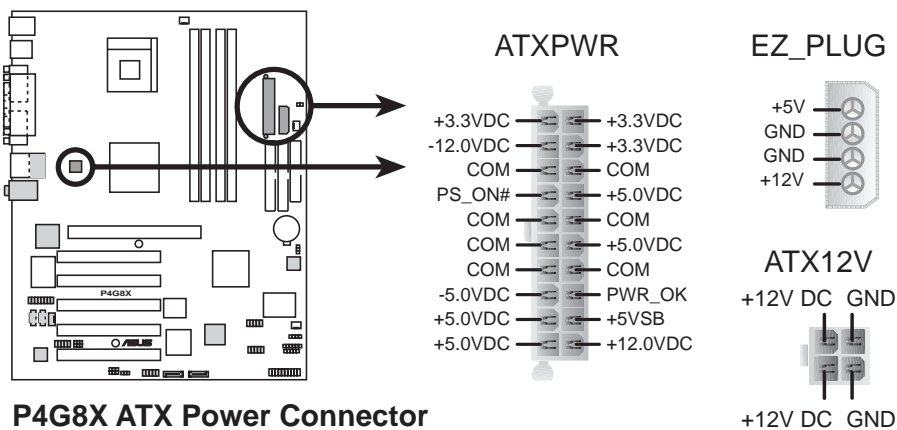 ATXPWR
EZ_PLUG
+3.3VDC +3.3VDC
-12.0VDC +3.3VDC
COM COM
PS_ON# +5.0VDC
COM COM
COM +5.0VDC
COM COM
-5.0VDC PWR_OK
+5.0VDC +5VSB
+5.0VDC +12.0VDC
+5V
GND
GND
+12V
ATX12V
+12V DC GND
+12V DC GND
P4G8X
ASUS
P4G8X ATX Power Connector